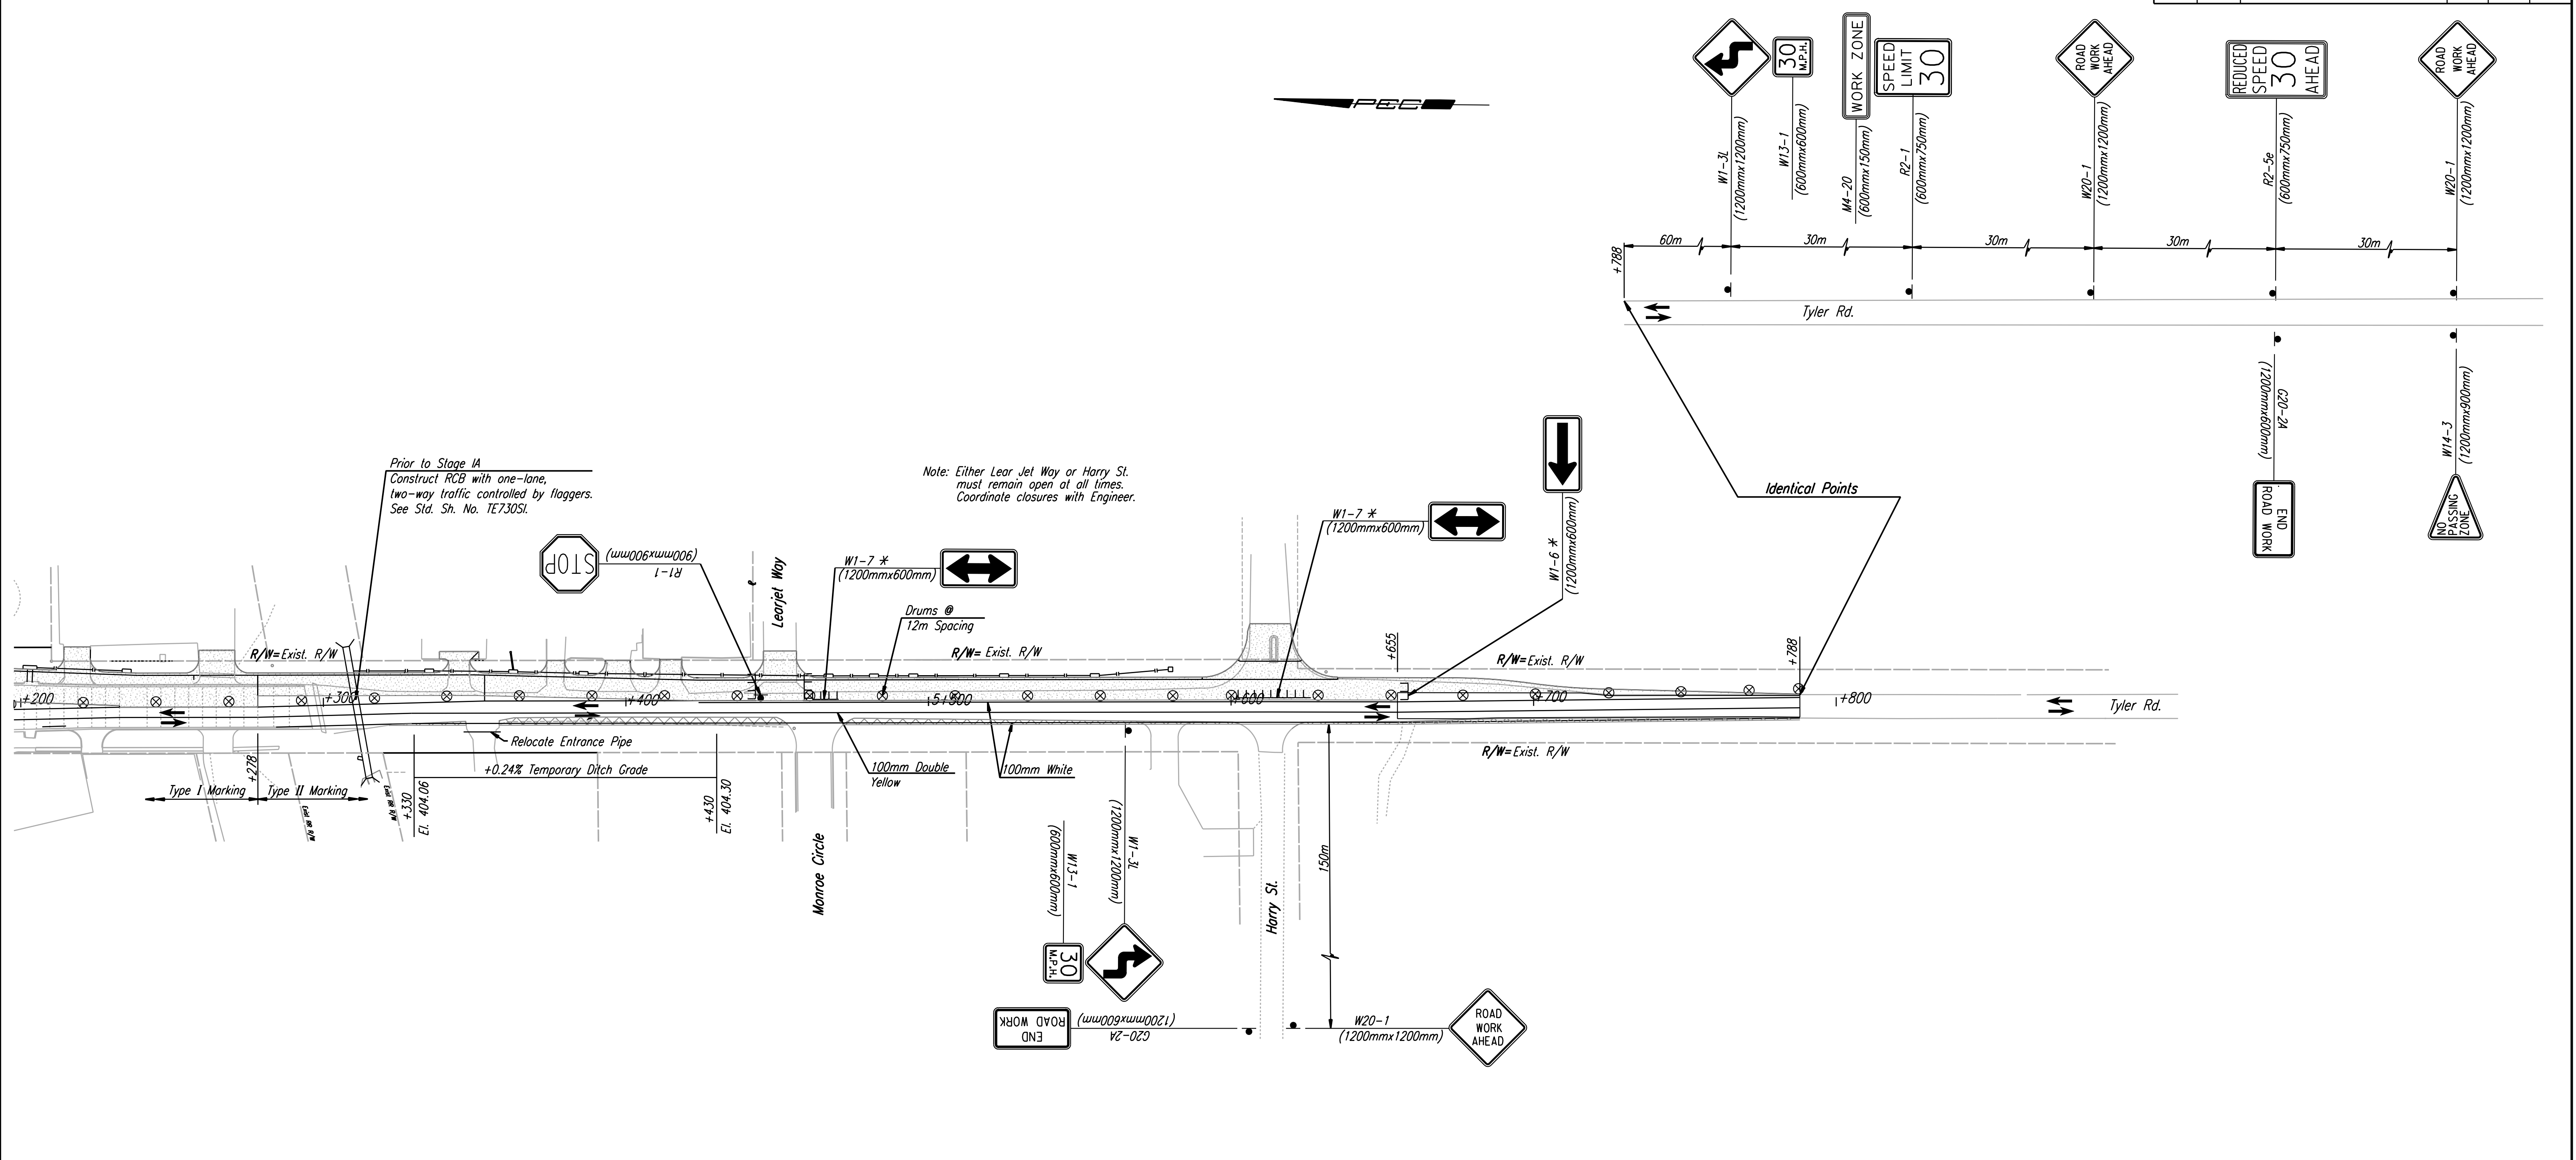 PEC
30
M.P.H.
WORK ZONE
SPEED
LIMIT
30
ROAD
WORK
AHEAD
REDUCED
SPEED
30
AHEAD
ROAD
WORK
AHEAD
W1-3L
(1200mmx1200mm)
W13-1
(600mmx600mm)
M4-20
(600mmx150mm)
R2-1
(600mmx750mm)
W20-1
(1200mmx1200mm)
R2-5e
(600mmx750mm)
W20-1
(1200mmx1200mm)
+788
60m
30m
30m
30m
30m
Tyler Rd.
G20-2A
(1200mmx600mm)
END
ROAD WORK
W14-3
(1200mmx900mm)
NO
PASSING
ZONE
Identical Points
Prior to Stage IA
Construct RCB with one-lane,
two-way traffic controlled by flaggers.
See Std. Sh. No. TE730SI.
Note: Either Lear Jet Way or Harry St.
must remain open at all times.
Coordinate closures with Engineer.
STOP
R1-1
(900mmx900mm)
Learjet Way
W1-7 *
(1200mmx600mm)
W1-7 *
(1200mmx600mm)
W1-6 *
(1200mmx600mm)
Drums @
12m Spacing
R/W=Exist. R/W
R/W= Exist. R/W
R/W=Exist. R/W
+655
+788
+200
+300
+400
5+500
+600
+700
+800
Tyler Rd.
R/W=Exist. R/W
Relocate Entrance Pipe
+0.24% Temporary Ditch Grade
+278
Type I Marking
Type II Marking
Exist RR R/W
Exist RR R/W
+330
El. 404.06
+430
El. 404.30
100mm Double
Yellow
100mm White
Monroe Circle
W13-1
(600mmx600mm)
30
M.P.H.
W1-3L
(1200mmx1200mm)
Harry St.
150m
END
ROAD WORK
G20-2A
(1200mmx600mm)
W20-1
(1200mmx1200mm)
ROAD
WORK
AHEAD